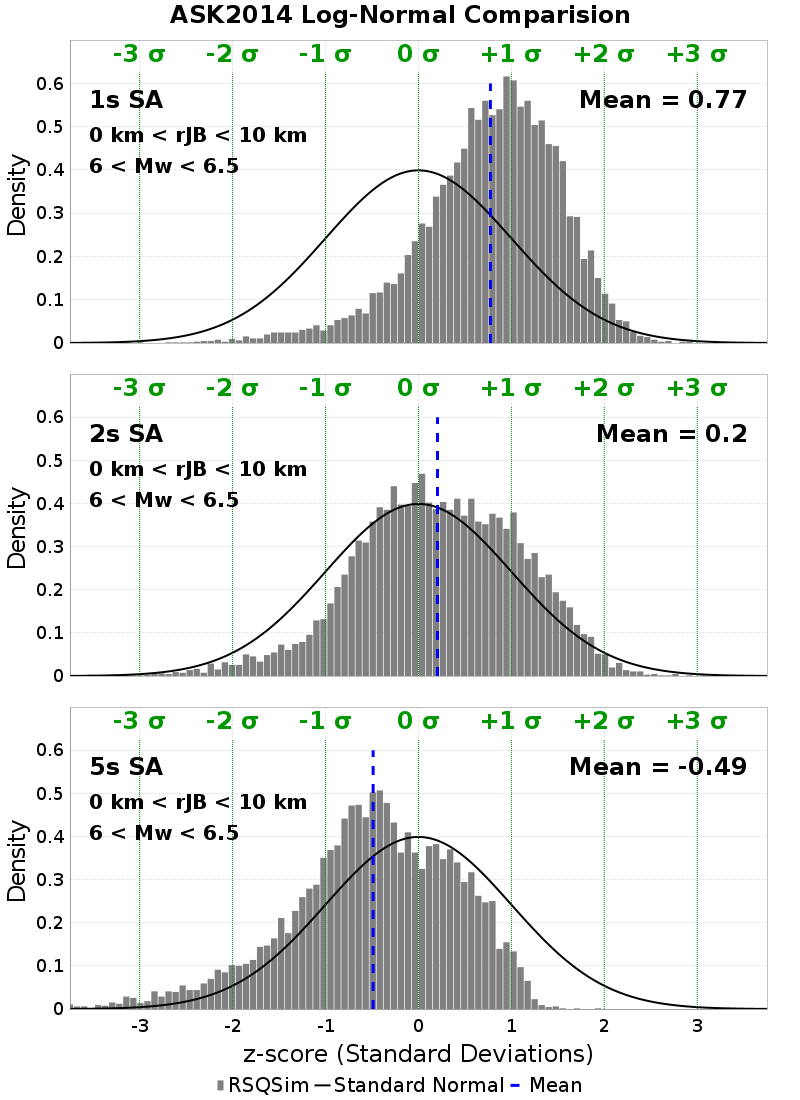 ASK2014 Log-Normal Comparision
-3 σ -2 σ -1 σ 0 σ +1 σ +2 σ +3 σ
1s SA Mean = 0.77
0 km < rJB < 10 km
6 < Mw < 6.5
Density
0.6
0.5
0.4
0.3
0.2
0.1
0
-3 σ -2 σ -1 σ 0 σ +1 σ +2 σ +3 σ
2s SA Mean = 0.2
0 km < rJB < 10 km
6 < Mw < 6.5
Density
0.6
0.5
0.4
0.3
0.2
0.1
0
-3 σ -2 σ -1 σ 0 σ +1 σ +2 σ +3 σ
5s SA Mean = -0.49
0 km < rJB < 10 km
6 < Mw < 6.5
Density
0.6
0.5
0.4
0.3
0.2
0.1
0
-3 -2 -1 0 1 2 3
z-score (Standard Deviations)
RSQSim Standard Normal Mean